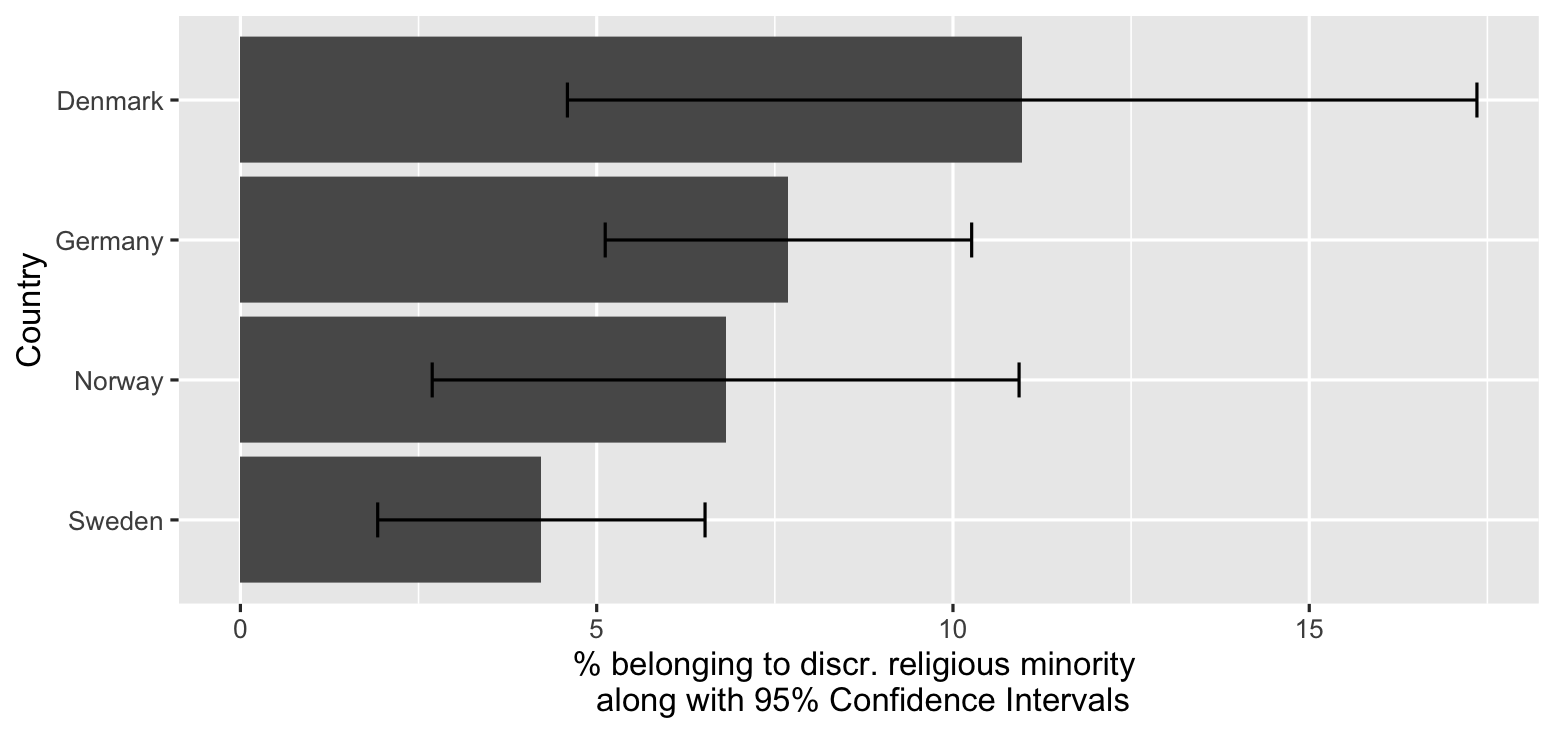 Country
Denmark
Germany
Norway
Sweden
0 5 10 15
% belonging to discr. religious minority
along with 95% Confidence Intervals